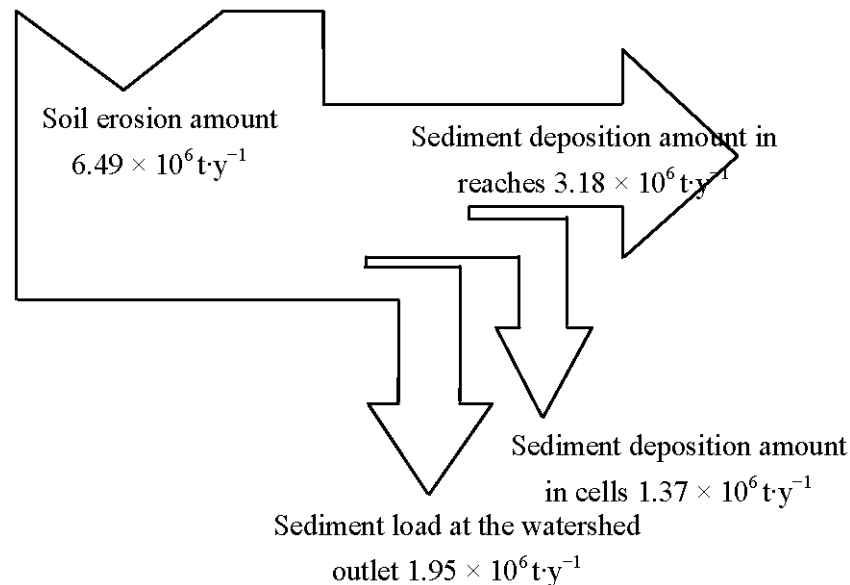 Soil erosion amount
6.49 × 10⁶ t·y⁻¹
Sediment deposition amount in
reaches 3.18 × 10⁶ t·y⁻¹
Sediment deposition amount
in cells 1.37 × 10⁶ t·y⁻¹
Sediment load at the watershed
outlet 1.95 × 10⁶ t·y⁻¹